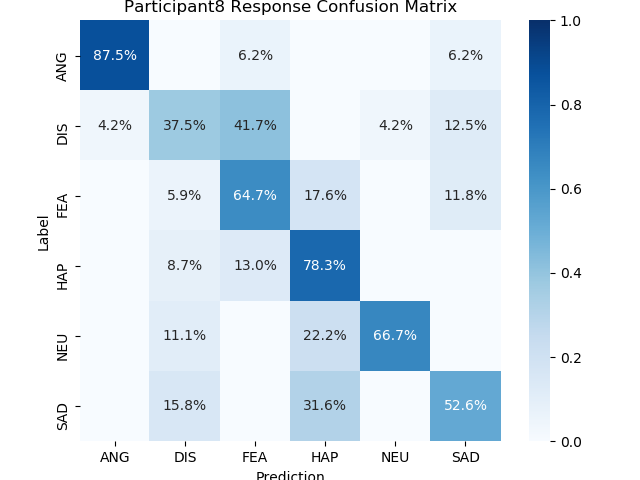 Participant8 Response Confusion Matrix
ANG 87.5% 6.2% 6.2%
DIS 4.2% 37.5% 41.7% 4.2% 12.5%
FEA 5.9% 64.7% 17.6% 11.8%
HAP 8.7% 13.0% 78.3%
NEU 11.1% 22.2% 66.7%
SAD 15.8% 31.6% 52.6%
ANG DIS FEA HAP NEU SAD
Prediction
Label
1.0
0.8
0.6
0.4
0.2
0.0